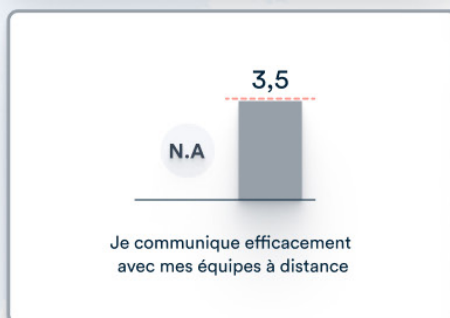 3,5
N.A
Je communique efficacement
avec mes équipes à distance